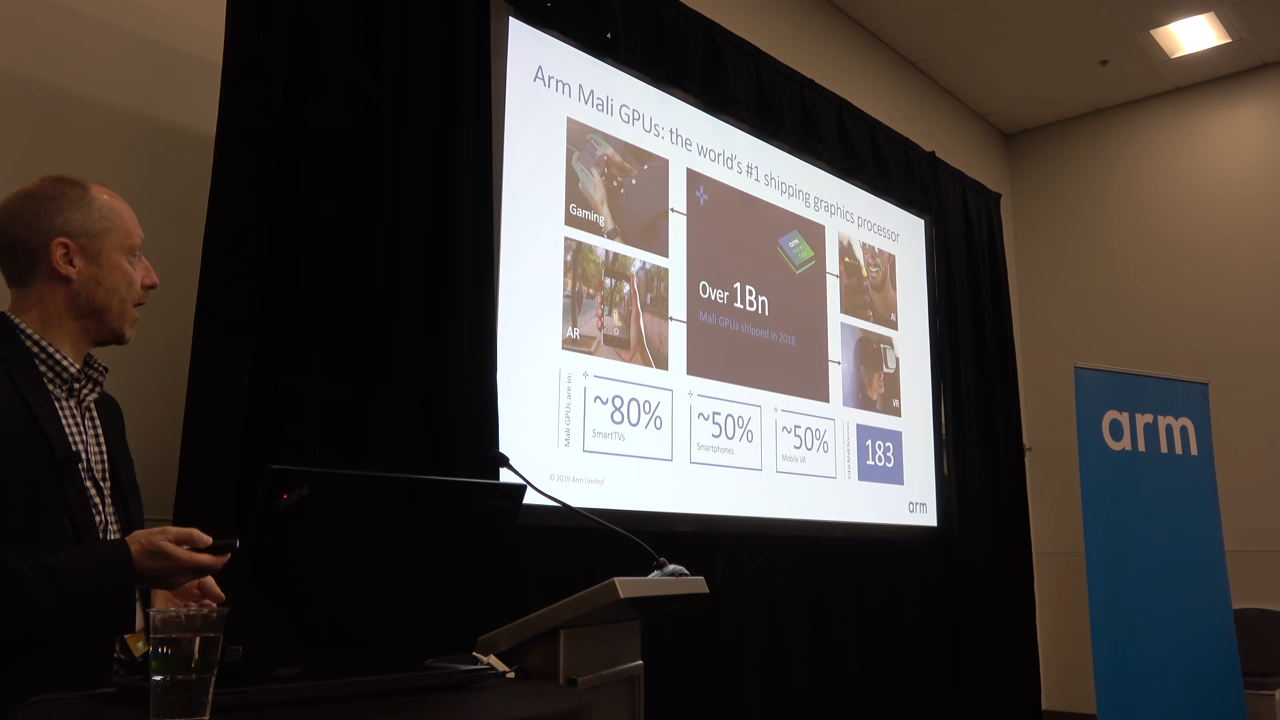 Arm Mali GPUs: the world's #1 shipping graphics processor
Gaming
AR
arm
Over 1Bn
Mali GPUs shipped in 2018
AI
VR
Mali GPUs are in:
~80%
SmartTVs
~50%
Smartphones
~50%
Mobile VR
183
© 2019 Arm Limited
arm
arm